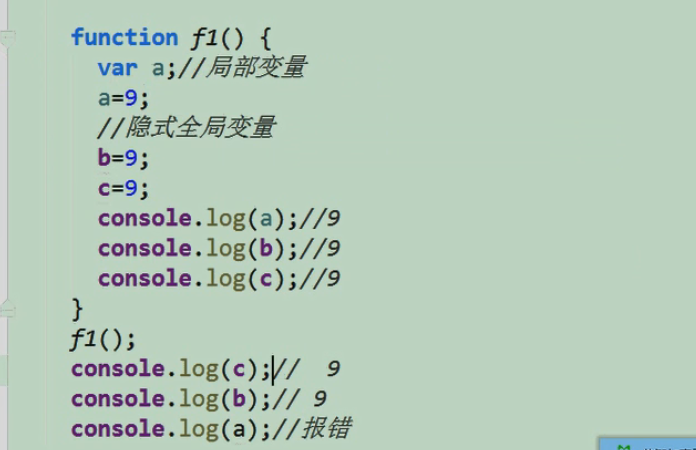 function f1() {
var a;//局部变量
a=9;
//隐式全局变量
b=9;
c=9;
console.log(a);//9
console.log(b);//9
console.log(c);//9
}
f1();
console.log(c);// 9
console.log(b);// 9
console.log(a);//报错